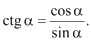 ctg α = cos α / sin α.